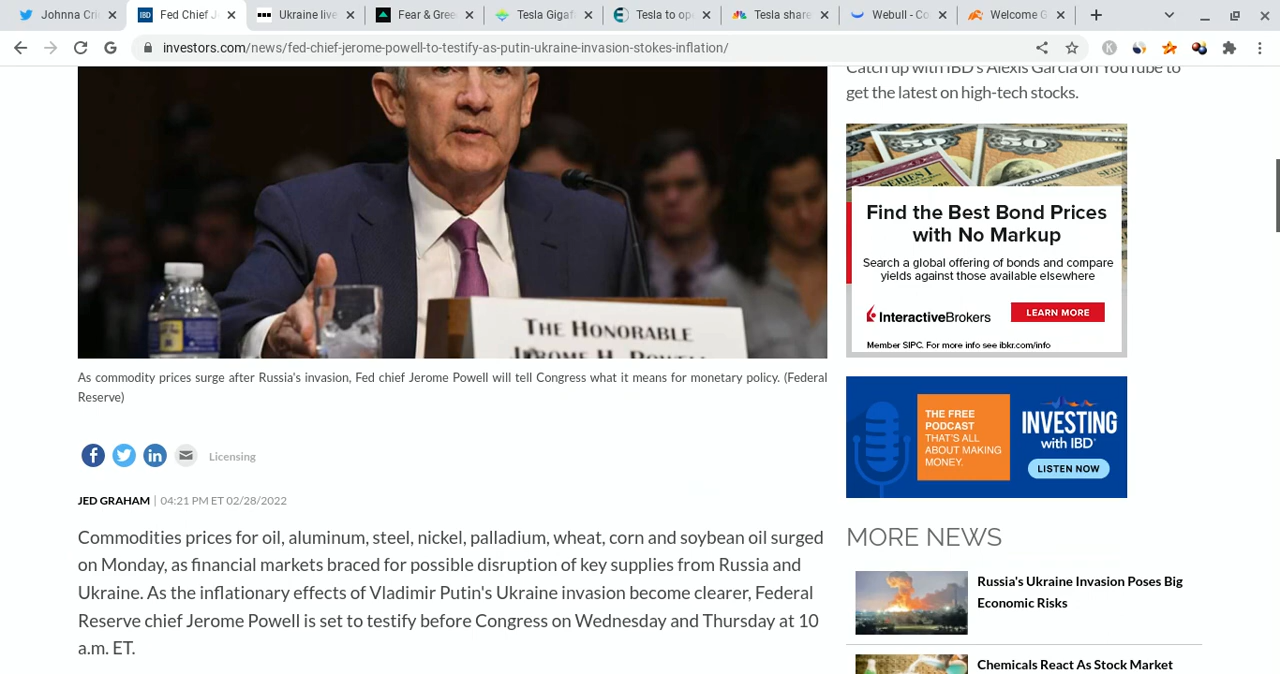 Johnna Cri
Fed Chief J
Ukraine live
Fear & Gree
Tesla Gigaf
Tesla to op
Tesla share
Webull - Co
Welcome G
investors.com/news/fed-chief-jerome-powell-to-testify-as-putin-ukraine-invasion-stokes-inflation/
THE HONORABLE
JEROME H. POWELL
As commodity prices surge after Russia's invasion, Fed chief Jerome Powell will tell Congress what it means for monetary policy. (Federal
Reserve)
Licensing
JED GRAHAM | 04:21 PM ET 02/28/2022
Commodities prices for oil, aluminum, steel, nickel, palladium, wheat, corn and soybean oil surged
on Monday, as financial markets braced for possible disruption of key supplies from Russia and
Ukraine. As the inflationary effects of Vladimir Putin's Ukraine invasion become clearer, Federal
Reserve chief Jerome Powell is set to testify before Congress on Wednesday and Thursday at 10
a.m. ET.
Catch up with IBD's Alexis Garcia on YouTube to
get the latest on high-tech stocks.
SERIES I
Find the Best Bond Prices
with No Markup
Search a global offering of bonds and compare
yields against those available elsewhere
InteractiveBrokers
LEARN MORE
Member SIPC. For more info see ibkr.com/info
THE FREE
PODCAST
THAT'S ALL
ABOUT MAKING
MONEY.
INVESTING
with IBD
LISTEN NOW
MORE NEWS
Russia's Ukraine Invasion Poses Big
Economic Risks
Chemicals React As Stock Market